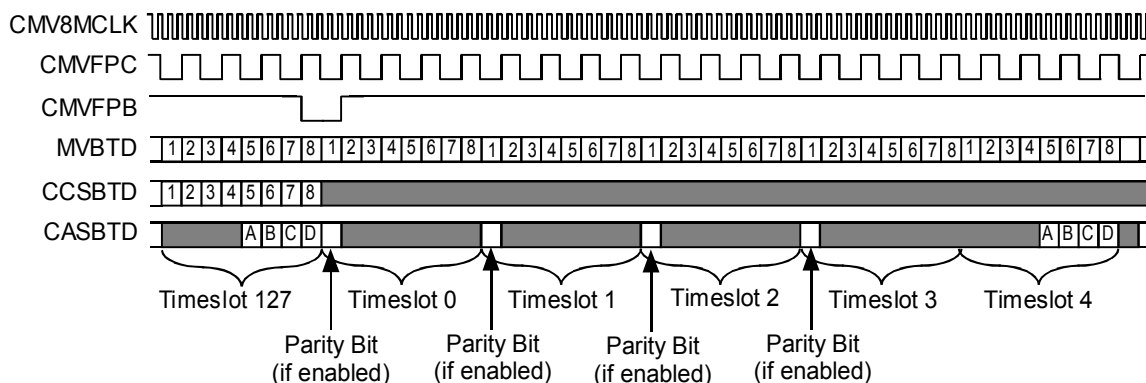 CMV8MCLK
CMVFPC
CMVFPB
MVBTD 1 2 3 4 5 6 7 8 1 2 3 4 5 6 7 8 1 2 3 4 5 6 7 8 1 2 3 4 5 6 7 8 1 2 3 4 5 6 7 8 1 2 3 4 5 6 7 8
CCSBTD 1 2 3 4 5 6 7 8
CASBTD A B C D A B C D
Timeslot 127 Timeslot 0 Timeslot 1 Timeslot 2 Timeslot 3 Timeslot 4
Parity Bit Parity Bit Parity Bit Parity Bit
(if enabled) (if enabled) (if enabled) (if enabled)